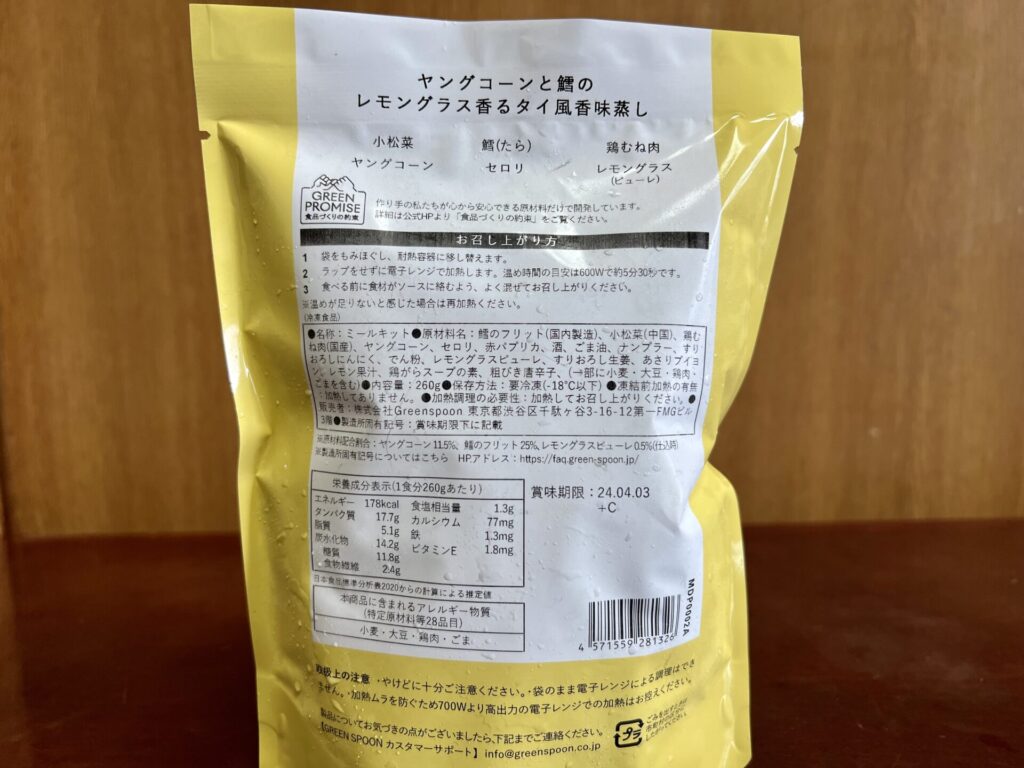 ヤングコーンと鱈の
レモングラス香るタイ風香味蒸し
小松菜 鱈(たら) 鶏むね肉
ヤングコーン セロリ レモングラス
(ピューレ)
GREEN
PROMISE
食品づくりの約束
作り手の私たちが心から安心できる原材料だけで開発しています。
詳細は公式HPより「食品づくりの約束」をご覧ください。
お召し上がり方
1 袋をもみほぐし、耐熱容器に移し替えます。
2 ラップをせずに電子レンジで加熱します。温め時間の目安は600Wで約5分30秒です。
3 食べる前に食材がソースに絡むよう、よく混ぜてお召し上がりください。
※温めが足りないと感じた場合は再加熱ください。
(冷凍食品)
●名称：ミールキット●原材料名：鱈のフリット(国内製造)、小松菜(中国)、鶏む
ね肉(国産)、ヤングコーン、セロリ、赤パプリカ、酒、ごま油、ナンプラー、すり
おろしにんにく、でん粉、レモングラスピューレ、すりおろし生姜、あさりブイヨ
ン、レモン果汁、鶏がらスープの素、粗びき唐辛子、(→部に小麦・大豆・鶏肉・
ごまを含む)●内容量：260g●保存方法：要冷凍(-18℃以下)●凍結前加熱の有無
：加熱してありません。●加熱調理の必要性：加熱してお召し上がりください。●
販売者：株式会社Greenspoon 東京都渋谷区千駄ヶ谷3-16-12第一FMGビル
3階●製造所固有記号：賞味期限下に記載
※原材料配合割合：ヤングコーン11.5%、鱈のフリット25%、レモングラスピューレ0.5%(仕込時)
※製造所固有記号についてはこちら HPアドレス：https://faq.green-spoon.jp/
栄養成分表示(1食分260gあたり)
エネルギー 178kcal 食塩相当量 1.3g
タンパク質 17.7g カルシウム 77mg
脂質 5.1g 鉄 1.3mg
炭水化物 14.2g ビタミンE 1.8mg
糖質 11.8g
食物繊維 2.4g
賞味期限：24.04.03
+C
日本食品標準分析表2020からの計算による推定値
本商品に含まれるアレルギー物質
(特定原材料等28品目)
小麦・大豆・鶏肉・ごま
MDP0002A
4 571559 281326
取扱上の注意 ・やけどに十分ご注意ください。・袋のまま電子レンジによる調理はでき
ません。・加熱ムラを防ぐため700Wより高出力の電子レンジでの加熱はお控えください。
製品についてお気づきの点がございましたら、下記までご連絡ください。
【GREEN SPOON カスタマーサポート】 info@greenspoon.co.jp
プラ